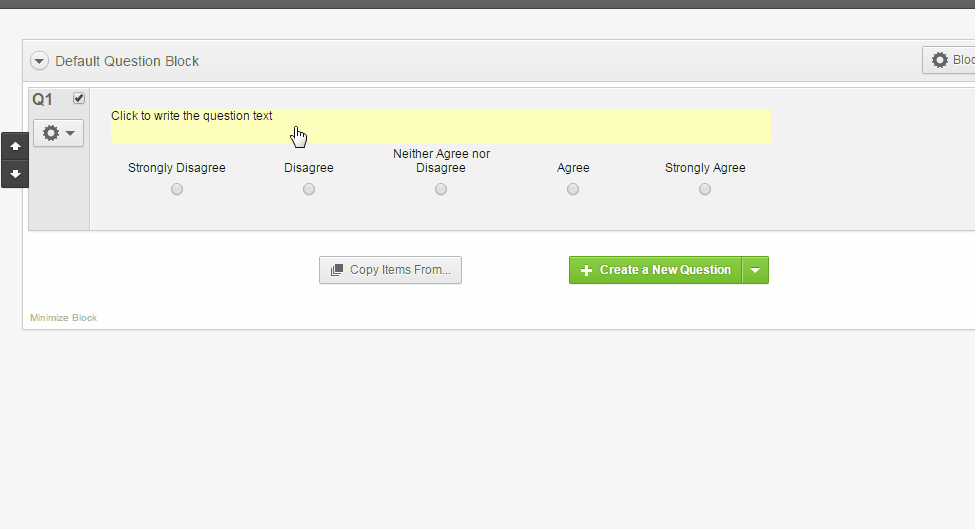 Default Question Block
Bloc
Q1
Click to write the question text
Strongly Disagree
Disagree
Neither Agree nor
Disagree
Agree
Strongly Agree
Copy Items From...
Create a New Question
Minimize Block